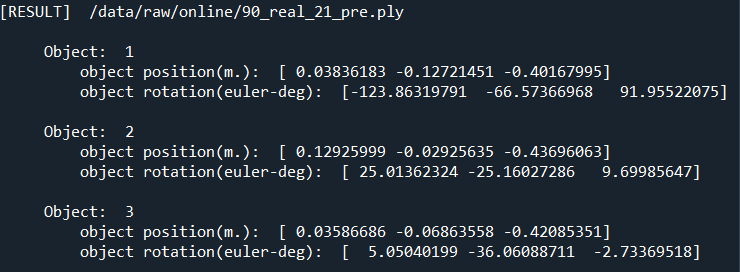 [RESULT]  /data/raw/online/90_real_21_pre.ply
Object:  1
object position(m.):  [ 0.03836183 -0.12721451 -0.40167995]
object rotation(euler-deg):  [-123.86319791  -66.57366968   91.95522075]
Object:  2
object position(m.):  [ 0.12925999 -0.02925635 -0.43696063]
object rotation(euler-deg):  [ 25.01362324 -25.16027286   9.69985647]
Object:  3
object position(m.):  [ 0.03586686 -0.06863558 -0.42085351]
object rotation(euler-deg):  [  5.05040199 -36.06088711  -2.73369518]